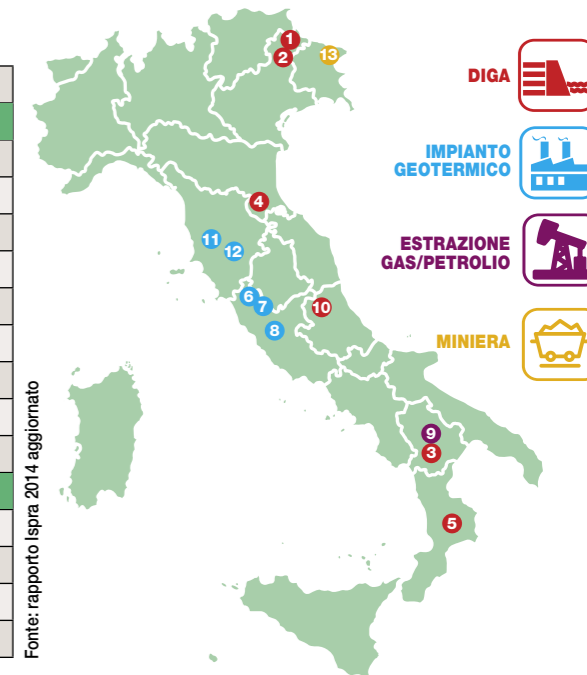 1
2
13
4
11
12
6
7
8
10
9
3
5
DIGA
IMPIANTO
GEOTERMICO
ESTRAZIONE
GAS/PETROLIO
MINIERA
Fonte: rapporto Ispra 2014 aggiornato